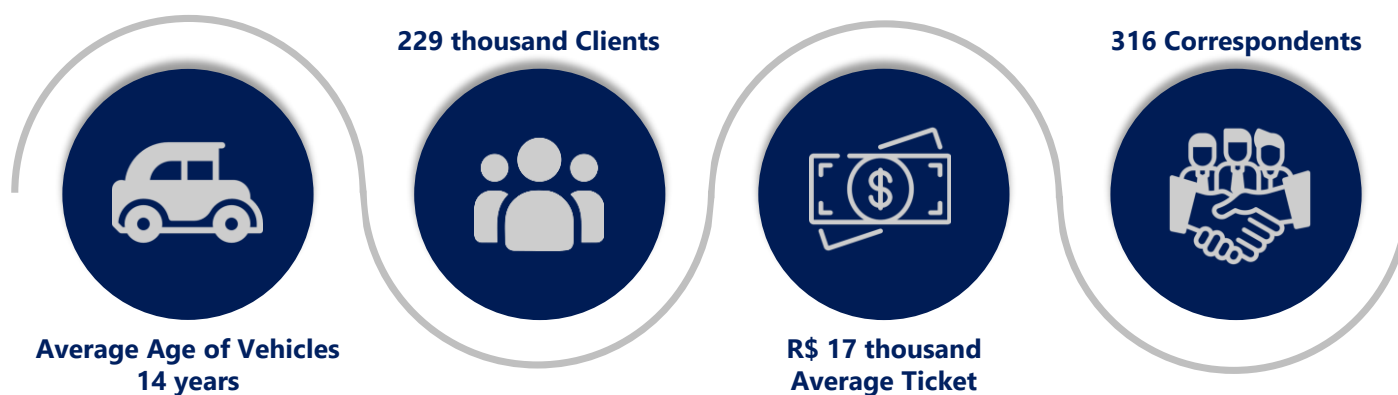 229 thousand Clients
316 Correspondents
$
Average Age of Vehicles
14 years
R$ 17 thousand
Average Ticket